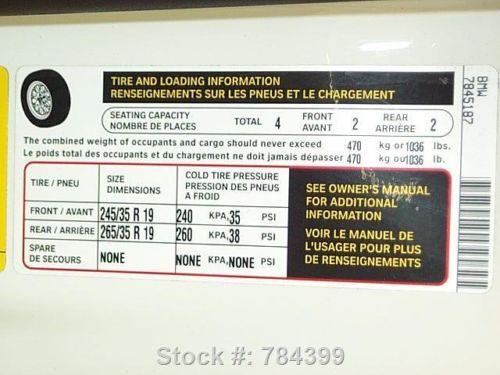 TIRE AND LOADING INFORMATION
RENSEIGNEMENTS SUR LES PNEUS ET LE CHARGEMENT
SEATING CAPACITY
NOMBRE DE PLACES
TOTAL 4
FRONT
AVANT 2
REAR
ARRIÈRE 2
The combined weight of occupants and cargo should never exceed 470 kg or 1036 lbs.
Le poids total des occupants et du chargement ne doit jamais dépasser 470 kg ou 1036 lb.
TIRE / PNEU
SIZE
DIMENSIONS
COLD TIRE PRESSURE
PRESSION DES PNEUS
A FROID
FRONT / AVANT 245/35 R 19 240 KPA, 35 PSI
REAR / ARRIÈRE 265/35 R 19 260 KPA, 38 PSI
SPARE
DE SECOURS NONE NONE KPA, NONE PSI
SEE OWNER'S MANUAL
FOR ADDITIONAL
INFORMATION
VOIR LE MANUEL DE
L'USAGER POUR PLUS
DE RENSEIGNEMENTS
BMW
7845187
Stock #: 784399